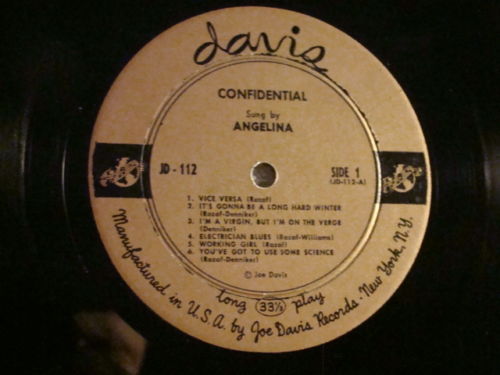 davis
CONFIDENTIAL
Sung by
ANGELINA
JD - 112
SIDE 1
(JD-112-A)
1. VICE VERSA (Razaf)
2. IT'S GONNA BE A LONG HARD WINTER
(Razaf-Denniker)
3. I'M A VIRGIN, BUT I'M ON THE VERGE
(Denniker)
4. ELECTRICIAN BLUES (Razaf-Williams)
5. WORKING GIRL (Razaf)
6. YOU'VE GOT TO USE SOME SCIENCE
(Razaf-Denniker)
© Joe Davis
long 33⅓ play
Manufactured in U.S.A. by Joe Davis Records - New York, N.Y.